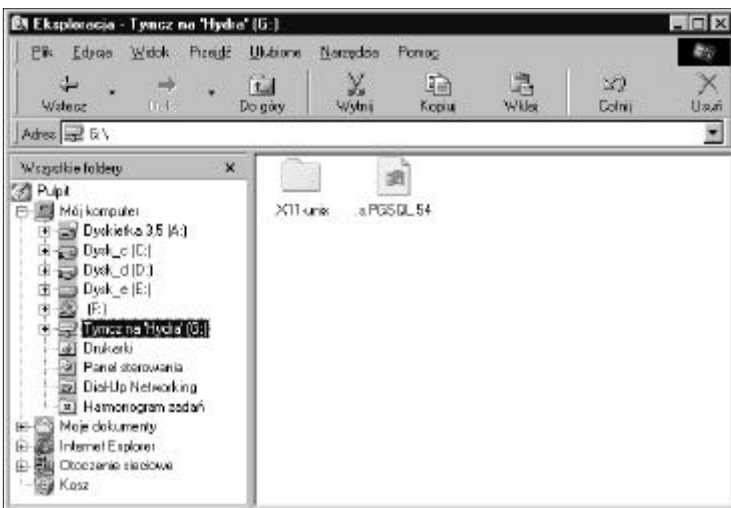 Eksploracja - Tymcz na 'Hydra' (G:)
Plik Edycja Widok Przejdź Ulubione Narzędzia Pomoc
Wstecz Do góry Wytnij Kopiuj Wklej Cofnij Usuń
Adres G:\
Wszystkie foldery
Pulpit
Mój komputer
Dyskietka 3,5 (A:)
Dysk_c (C:)
Dysk_d (D:)
Dysk_e (E:)
(F:)
Tymcz na 'Hydra' (G:)
Drukarki
Panel sterowania
Dial-Up Networking
Harmonogram zadań
Moje dokumenty
Internet Explorer
Otoczenie sieciowe
Kosz
.X11-unix
.s.PGSQL.54